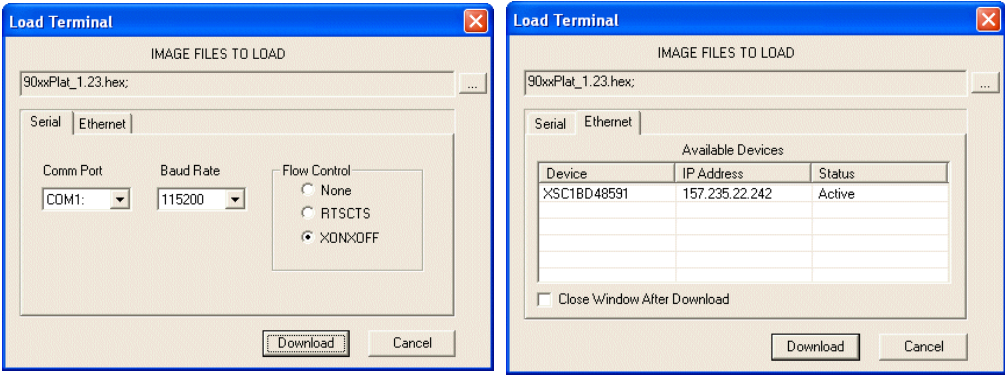 Load Terminal
IMAGE FILES TO LOAD
90xxPlat_1.23.hex;
...
Serial Ethernet
Comm Port Baud Rate Flow Control
None
COM1: 115200
RTSCTS
XONXOFF
Download Cancel
Load Terminal
IMAGE FILES TO LOAD
90xxPlat_1.23.hex;
...
Serial Ethernet
Available Devices
Device IP Address Status
XSC1BD48591 157.235.22.242 Active
Close Window After Download
Download Cancel